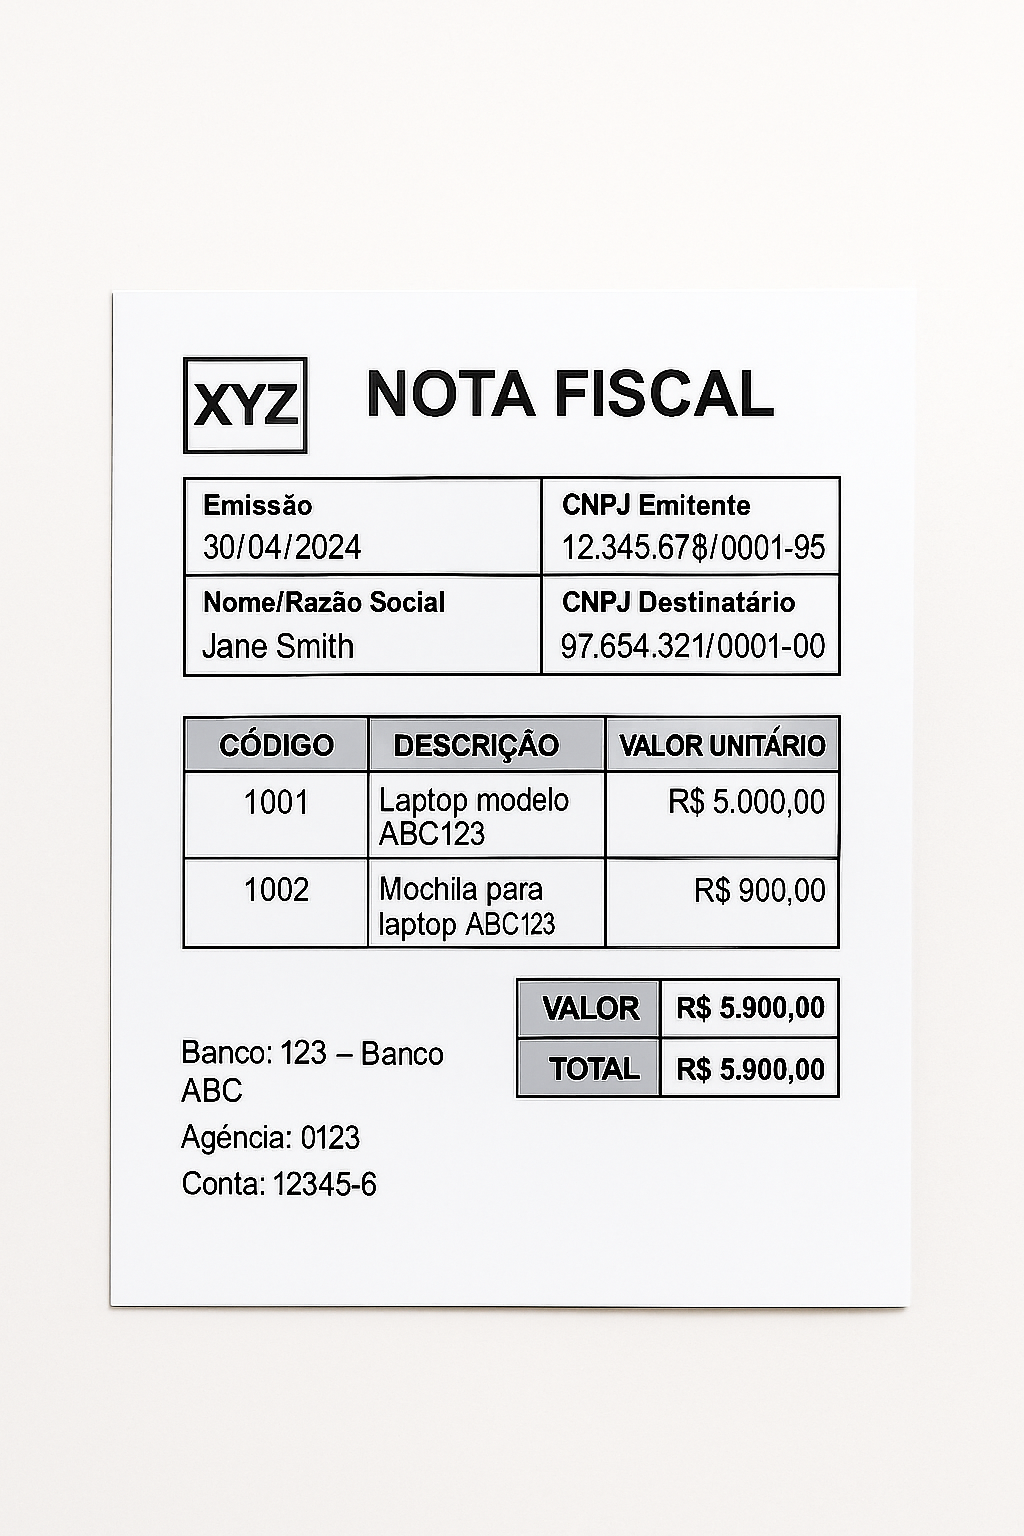 XYZ
NOTA FISCAL
Emissão
30/04/2024
CNPJ Emitente
12.345.678/0001-95
Nome/Razão Social
Jane Smith
CNPJ Destinatário
97.654.321/0001-00
CÓDIGO DESCRIÇÃO VALOR UNITÁRIO
1001 Laptop modelo R$ 5.000,00
ABC123
1002 Mochila para R$ 900,00
laptop ABC123
VALOR R$ 5.900,00
TOTAL R$ 5.900,00
Banco: 123 – Banco
ABC
Agéncia: 0123
Conta: 12345-6